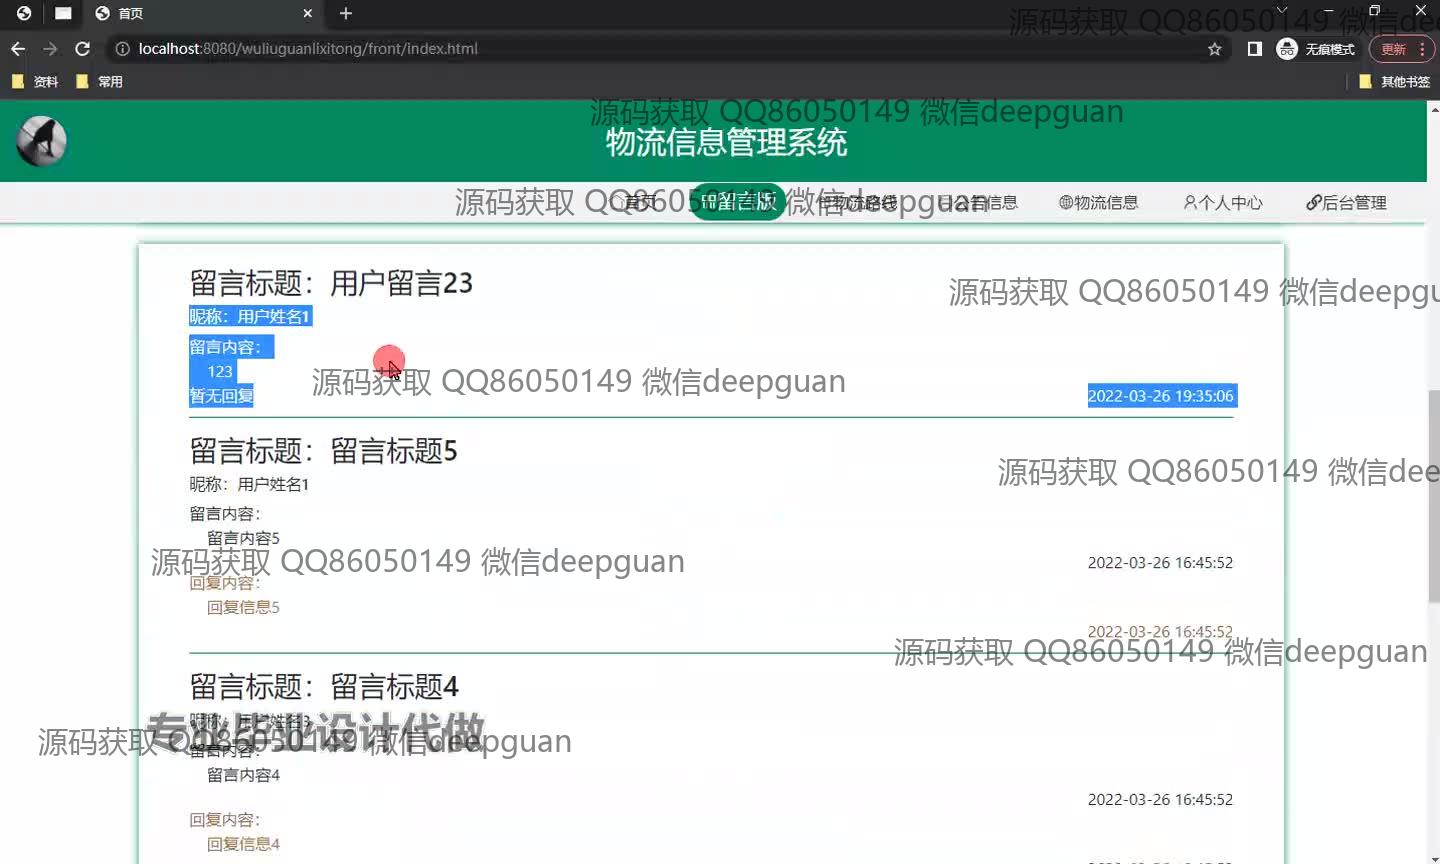 首页
localhost:8080/wuliuguanlixitong/front/index.html
无痕模式
更新
资料
常用
其他书签
源码获取 QQ86050149 微信dee
源码获取 QQ86050149 微信deepguan
物流信息管理系统
源码获取 QQ86050149 微信deepguan
首页
留言版
物流路线
公告信息
物流信息
个人中心
后台管理
留言标题：用户留言23
源码获取 QQ86050149 微信deepgu
昵称：用户姓名1
留言内容：
123
源码获取 QQ86050149 微信deepguan
暂无回复
2022-03-26 19:35:06
留言标题：留言标题5
源码获取 QQ86050149 微信dee
昵称：用户姓名1
留言内容：
留言内容5
源码获取 QQ86050149 微信deepguan
2022-03-26 16:45:52
回复内容：
回复信息5
2022-03-26 16:45:52
源码获取 QQ86050149 微信deepguan
留言标题：留言标题4
昵称：用户姓名3
专业毕业设计代做
源码获取 QQ86050149 微信deepguan
留言内容：
留言内容4
2022-03-26 16:45:52
回复内容：
回复信息4